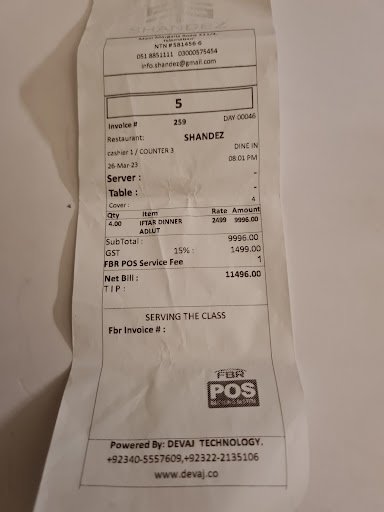 NTN # 581456-6
051 8851111 03000575454
info.shandez@gmail.com
5
Invoice # 259 DAY 00046
Restaurant: SHANDEZ
cashier 1 / COUNTER 3 DINE IN
26-Mar-23 08:01 PM
Server : -
Table : -
Cover : 4
Qty Item Rate Amount
4.00 IFTAR DINNER 2499 9996.00
ADLUT
SubTotal : 9996.00
GST 15% : 1499.00
FBR POS Service Fee 1
Net Bill : 11496.00
TIP :
SERVING THE CLASS
Fbr Invoice # :
FBR
POS
Powered By: DEVAJ TECHNOLOGY.
+92340-5557609,+92322-2135106
www.devaj.co